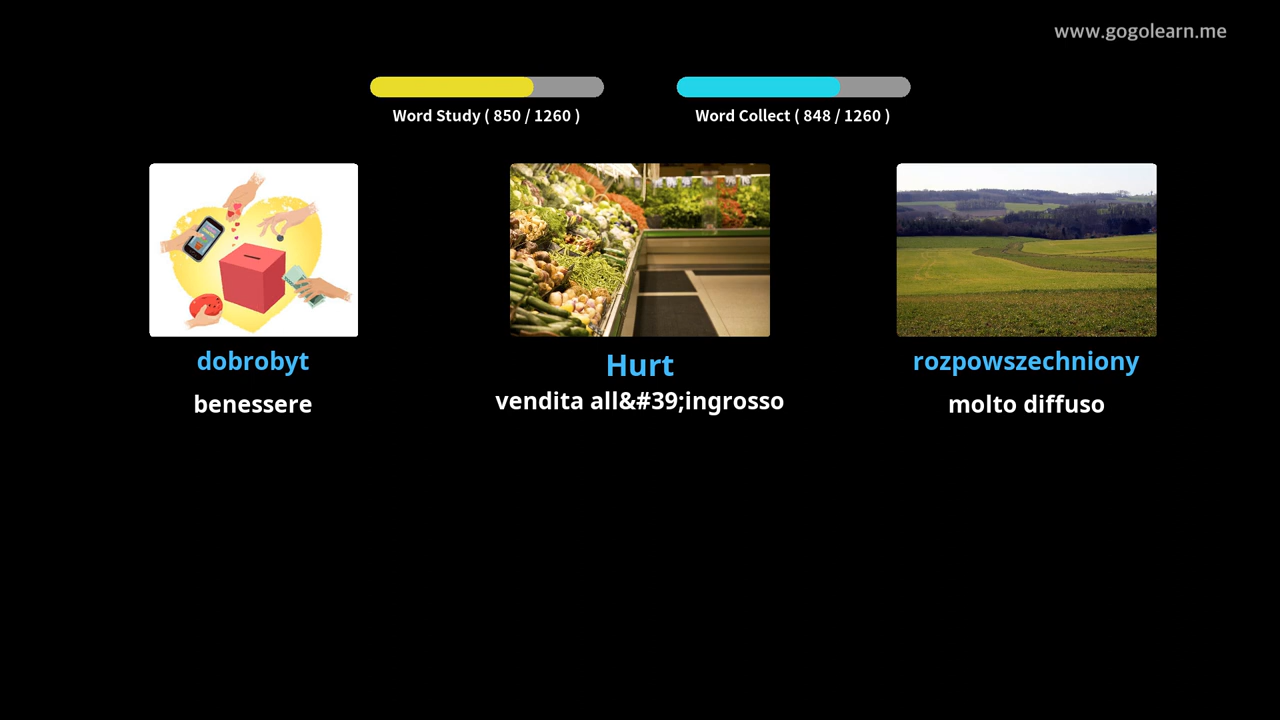 www.gogolearn.me
Word Study ( 850 / 1260 )
Word Collect ( 848 / 1260 )
dobrobyt
benessere
Hurt
vendita all&#39;ingrosso
rozpowszechniony
molto diffuso